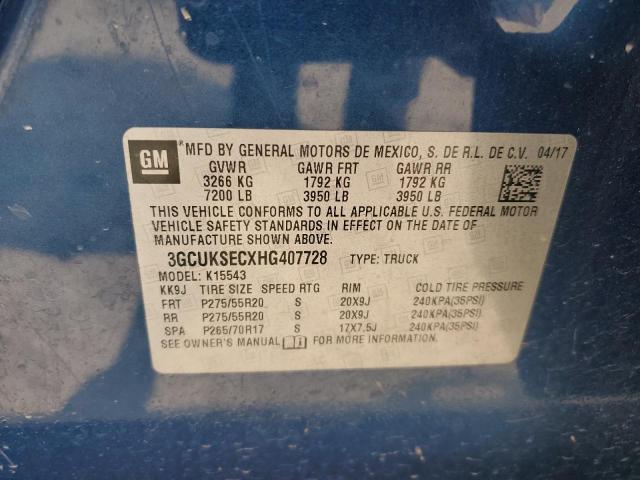 GM *MFD BY GENERAL MOTORS DE MEXICO, S. DE R.L. DE C.V. 04/17
GVWR GAWR FRT GAWR RR
3266 KG 1792 KG 1792 KG
7200 LB 3950 LB 3950 LB
THIS VEHICLE CONFORMS TO ALL APPLICABLE U.S. FEDERAL MOTOR
VEHICLE SAFETY STANDARDS IN EFFECT ON THE DATE OF
MANUFACTURE SHOWN ABOVE.
3GCUKSECXHG407728 TYPE: TRUCK
MODEL: K15543
KK9J TIRE SIZE SPEED RTG RIM COLD TIRE PRESSURE
FRT P275/55R20 S 20X9J 240KPA(35PSI)
RR P275/55R20 S 20X9J 240KPA(35PSI)
SPA P265/70R17 S 17X7.5J 240KPA(35PSI)
SEE OWNER'S MANUAL FOR MORE INFORMATION.